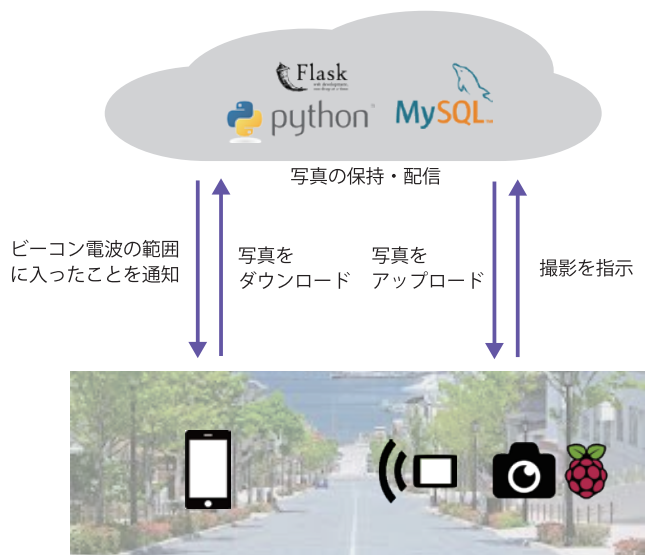 Flask
python
MySQL
写真の保持・配信
ビーコン電波の範囲
に入ったことを通知
写真を
ダウンロード
写真を
アップロード
撮影を指示